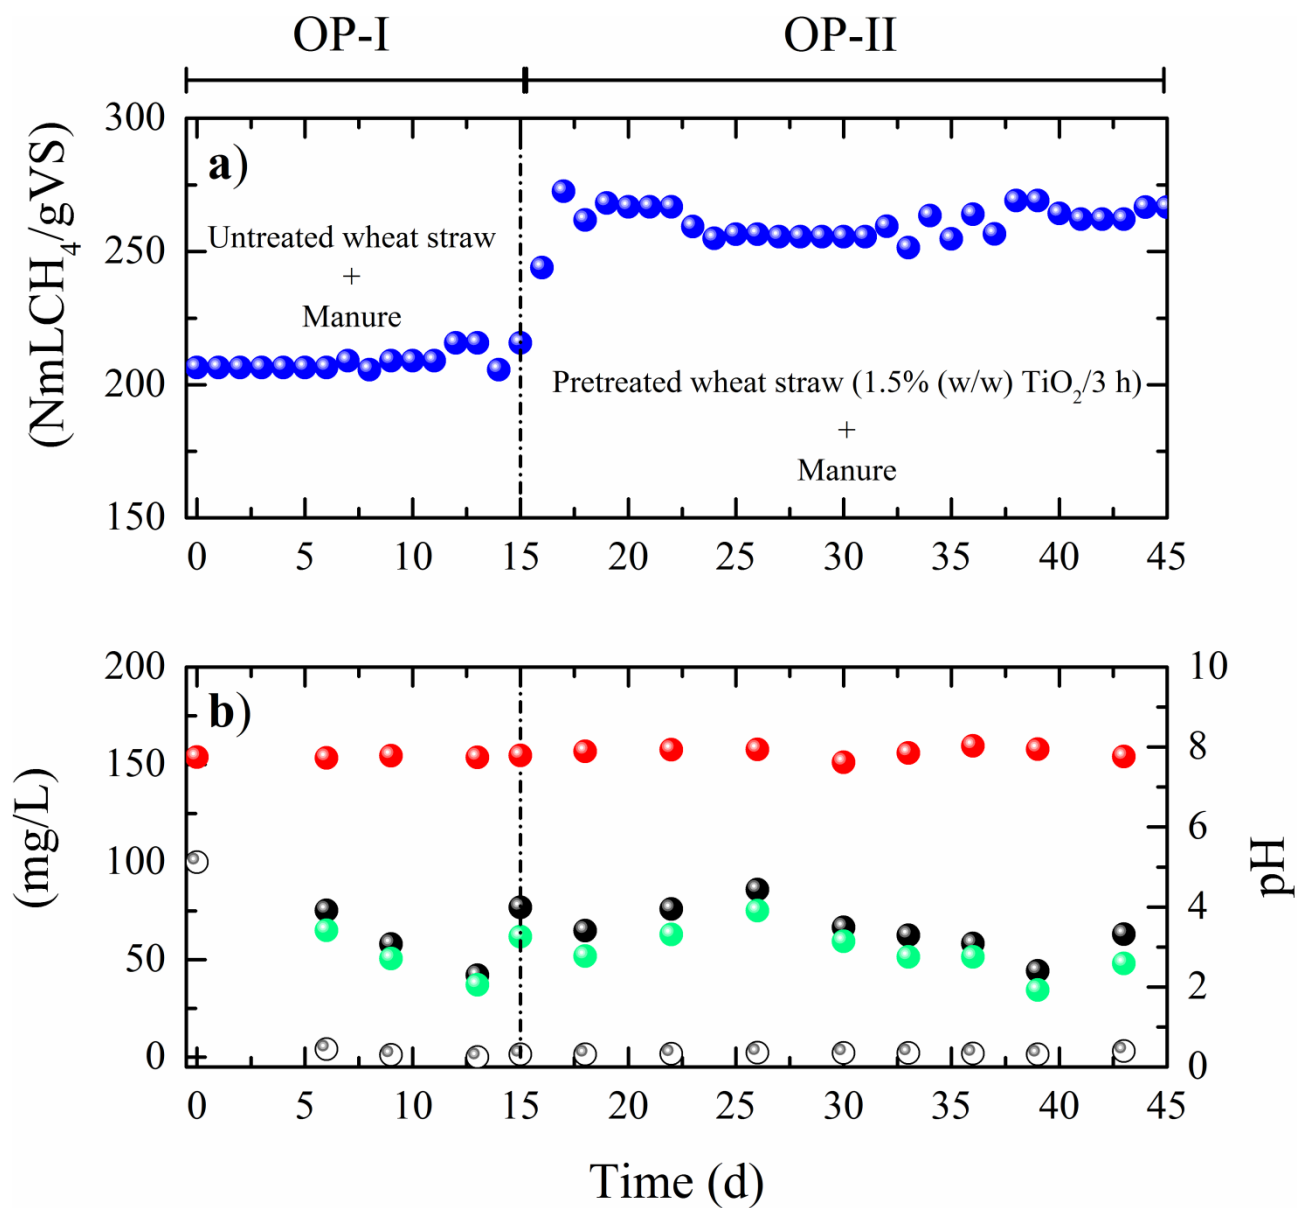 OP-I OP-II
300
a)
250
200
150
(NmLCH₄/gVS)
Untreated wheat straw
+
Manure
Pretreated wheat straw (1.5% (w/w) TiO₂/3 h)
+
Manure
0 5 10 15 20 25 30 35 40 45
200
b)
150
100
50
0
(mg/L)
10
8
6
4
2
0
pH
0 5 10 15 20 25 30 35 40 45
Time (d)